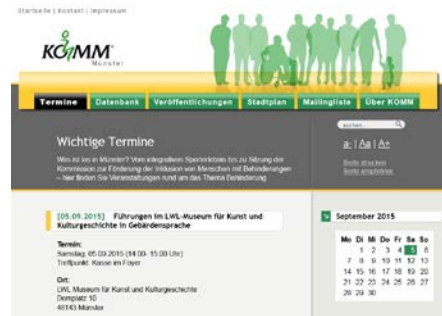 Startseite | Kontakt | Impressum
KOMM
Münster
Termine Datenbank Veröffentlichungen Stadtplan Mailingliste Über KOMM
suchen...
Wichtige Termine
a- | Aa | A+
Was ist los in Münster? Vom integrativen Sporterlebnis bis zu Sitzung der
Kommission zur Förderung der Inklusion von Menschen mit Behinderungen
– hier finden Sie Veranstaltungen rund um das Thema Behinderung
Seite drucken
Seite empfehlen
[05.09.2015] Führungen im LWL-Museum für Kunst und
Kulturgeschichte in Gebärdensprache
Termin:
Samstag, 05.09.2015 (14:00- 15:00 Uhr)
Treffpunkt: Kasse im Foyer
Ort:
LWL Museum für Kunst und Kulturgeschichte
Domplatz 10
48143 Münster
September 2015
Mo Di Mi Do Fr Sa So
1 2 3 4 5 6
7 8 9 10 11 12 13
14 15 16 17 18 19 20
21 22 23 24 25 26 27
28 29 30